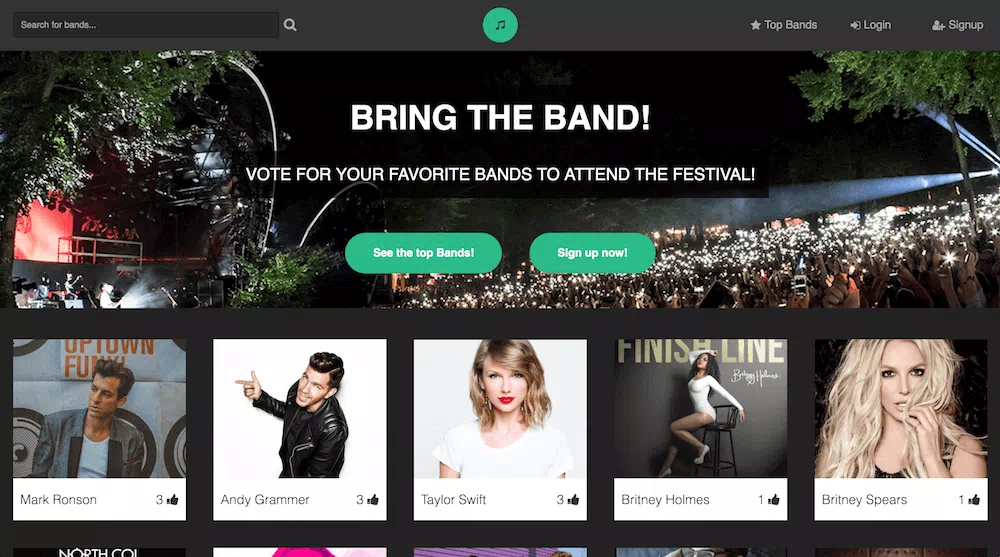 Search for bands...
Top Bands
Login
Signup
BRING THE BAND!
VOTE FOR YOUR FAVORITE BANDS TO ATTEND THE FESTIVAL!
See the top Bands!
Sign up now!
UPTOWN
FUNK!
FINISH LINE
Britney Holmes
Mark Ronson
3
Andy Grammer
3
Taylor Swift
3
Britney Holmes
1
Britney Spears
1
NORTH COL